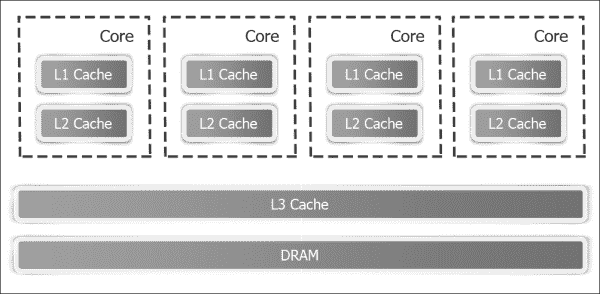 Core Core Core Core
L1 Cache L1 Cache L1 Cache L1 Cache
L2 Cache L2 Cache L2 Cache L2 Cache
L3 Cache
DRAM